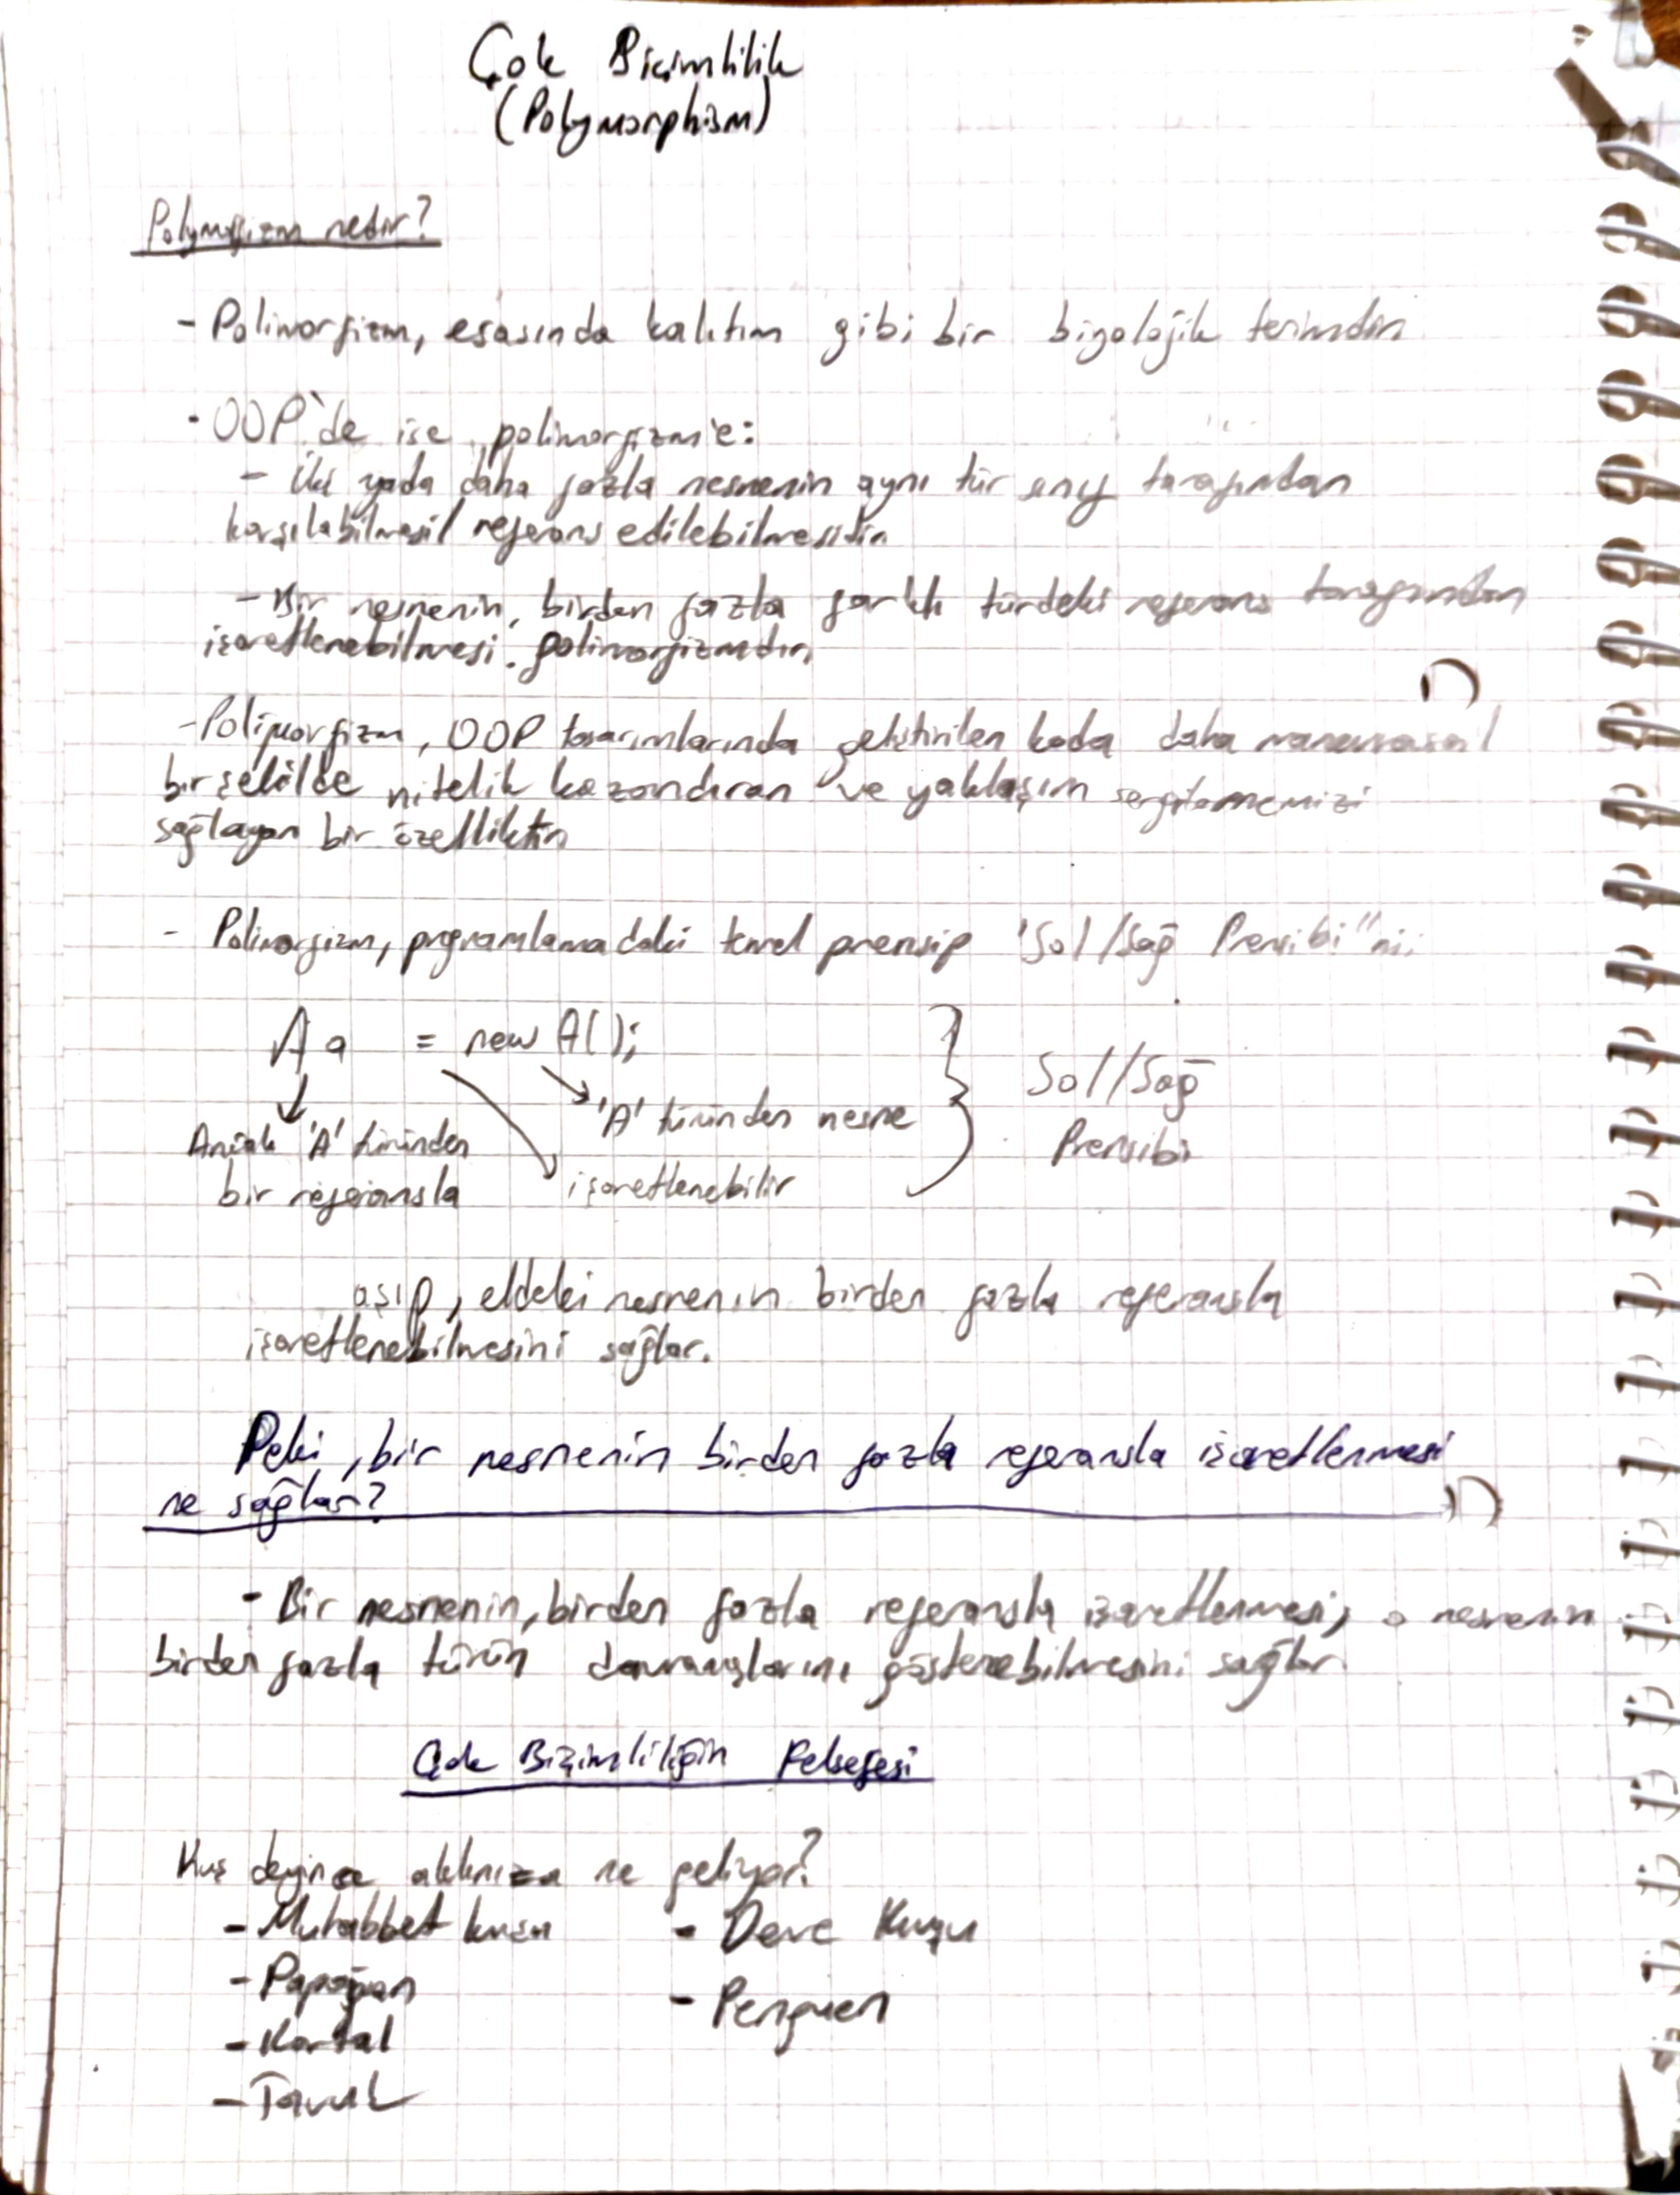 Çok Bicimlilik
(Polymorphism)
Polymorfizm nedir?
- Polimorfizm, esasında kalıtım gibi bir biyolojik terimdir.
- OOP'de ise polimorfizm'e:
- İki yada daha fazla nesnenin aynı tür sınıf tarafından
karşılabilmesi/ referans edilebilmesidir.
- Bir nesnenin, birden fazla farklı türdeki referans tarafından
işaretlenebilmesi polimorfizmdir.
- Polimorfizm, OOP tasarımlarında geliştirilen koda daha
bir şekilde nitelik kazandıran ve yaklaşım sergilememizi
sağlayan bir özelliktir.
- Polimorfizm, programlamadaki temel prensip "Sol/Sağ Prensibi"ni;
A a = new A();
'A' türünden nesne
Sol/Sağ
Prensibi
Ancak 'A' türünden
bir referansla
işaretlenebilir
aşıp, eldeki nesnenin birden fazla referansla
işaretlenebilmesini sağlar.
Peki, bir nesnenin birden fazla referansla işaretlenmesi
ne sağlar?
- Bir nesnenin, birden fazla referansla işaretlenmesi; o nesnenin
birden fazla türün davranışlarını gösterebilmesini sağlar.
Çok Biçimliliğin Felsefesi
Kuş deyince aklınıza ne geliyor?
- Muhabbet kuşu
- Deve Kuşu
- Papağan
- Penguen
- Kartal
- Tavuk